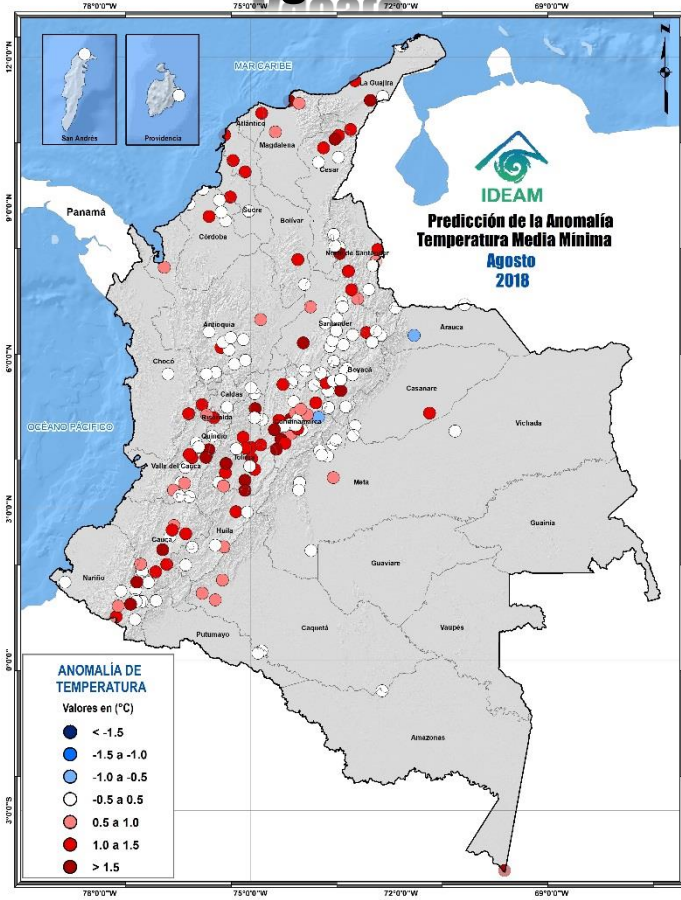 78°0'0"W 75°0'0"W 72°0'0"W 69°0'0"W
12°0'0"N
9°0'0"N
6°0'0"N
3°0'0"N
0°0'0"
3°0'0"S
San Andrés
Providencia
MAR CARIBE
La Guajira
Atlántico
Magdalena
Cesar
Panamá
Sucre
Bolívar
Córdoba
Norte de Santander
IDEAM
Predicción de la Anomalía
Temperatura Media Mínima
Agosto
2018
Antioquia
Santander
Arauca
Chocó
Boyacá
Caldas
Casanare
Risaralda
Cundinamarca
Vichada
OCÉANO PÁCIFICO
Quindío
Tolima
Valle del Cauca
Meta
Guainía
Huila
Cauca
Guaviare
Nariño
Caquetá
Vaupés
Putumayo
Amazonas
ANOMALÍA DE
TEMPERATURA
Valores en (°C)
< -1.5
-1.5 a -1.0
-1.0 a -0.5
-0.5 a 0.5
0.5 a 1.0
1.0 a 1.5
> 1.5
78°0'0"W 75°0'0"W 72°0'0"W 69°0'0"W